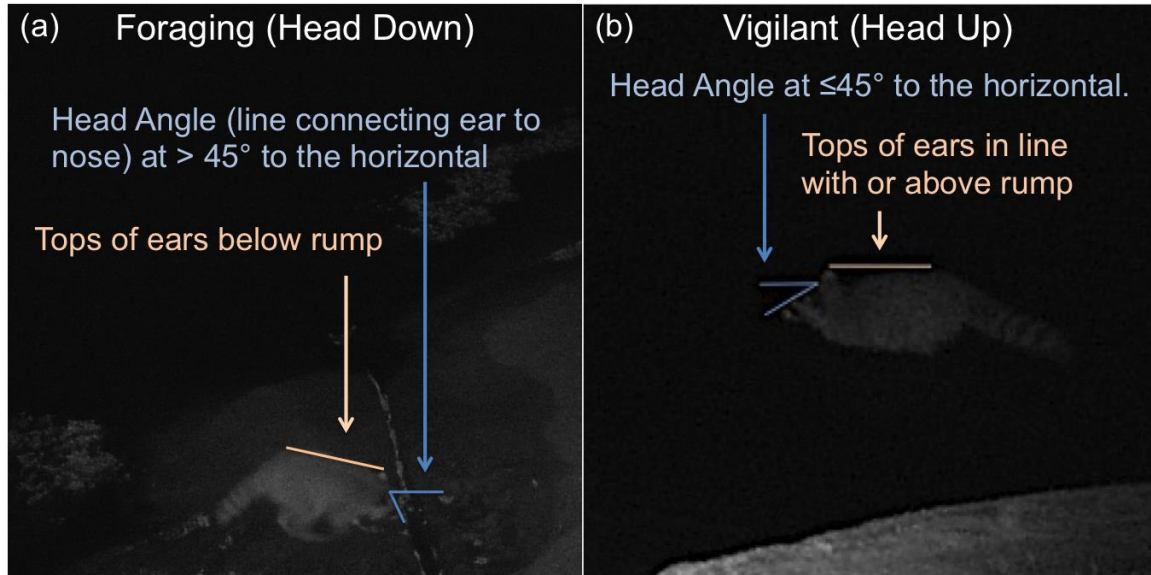 (a) Foraging (Head Down)
Head Angle (line connecting ear to
nose) at > 45° to the horizontal
Tops of ears below rump
(b) Vigilant (Head Up)
Head Angle at ≤45° to the horizontal.
Tops of ears in line
with or above rump